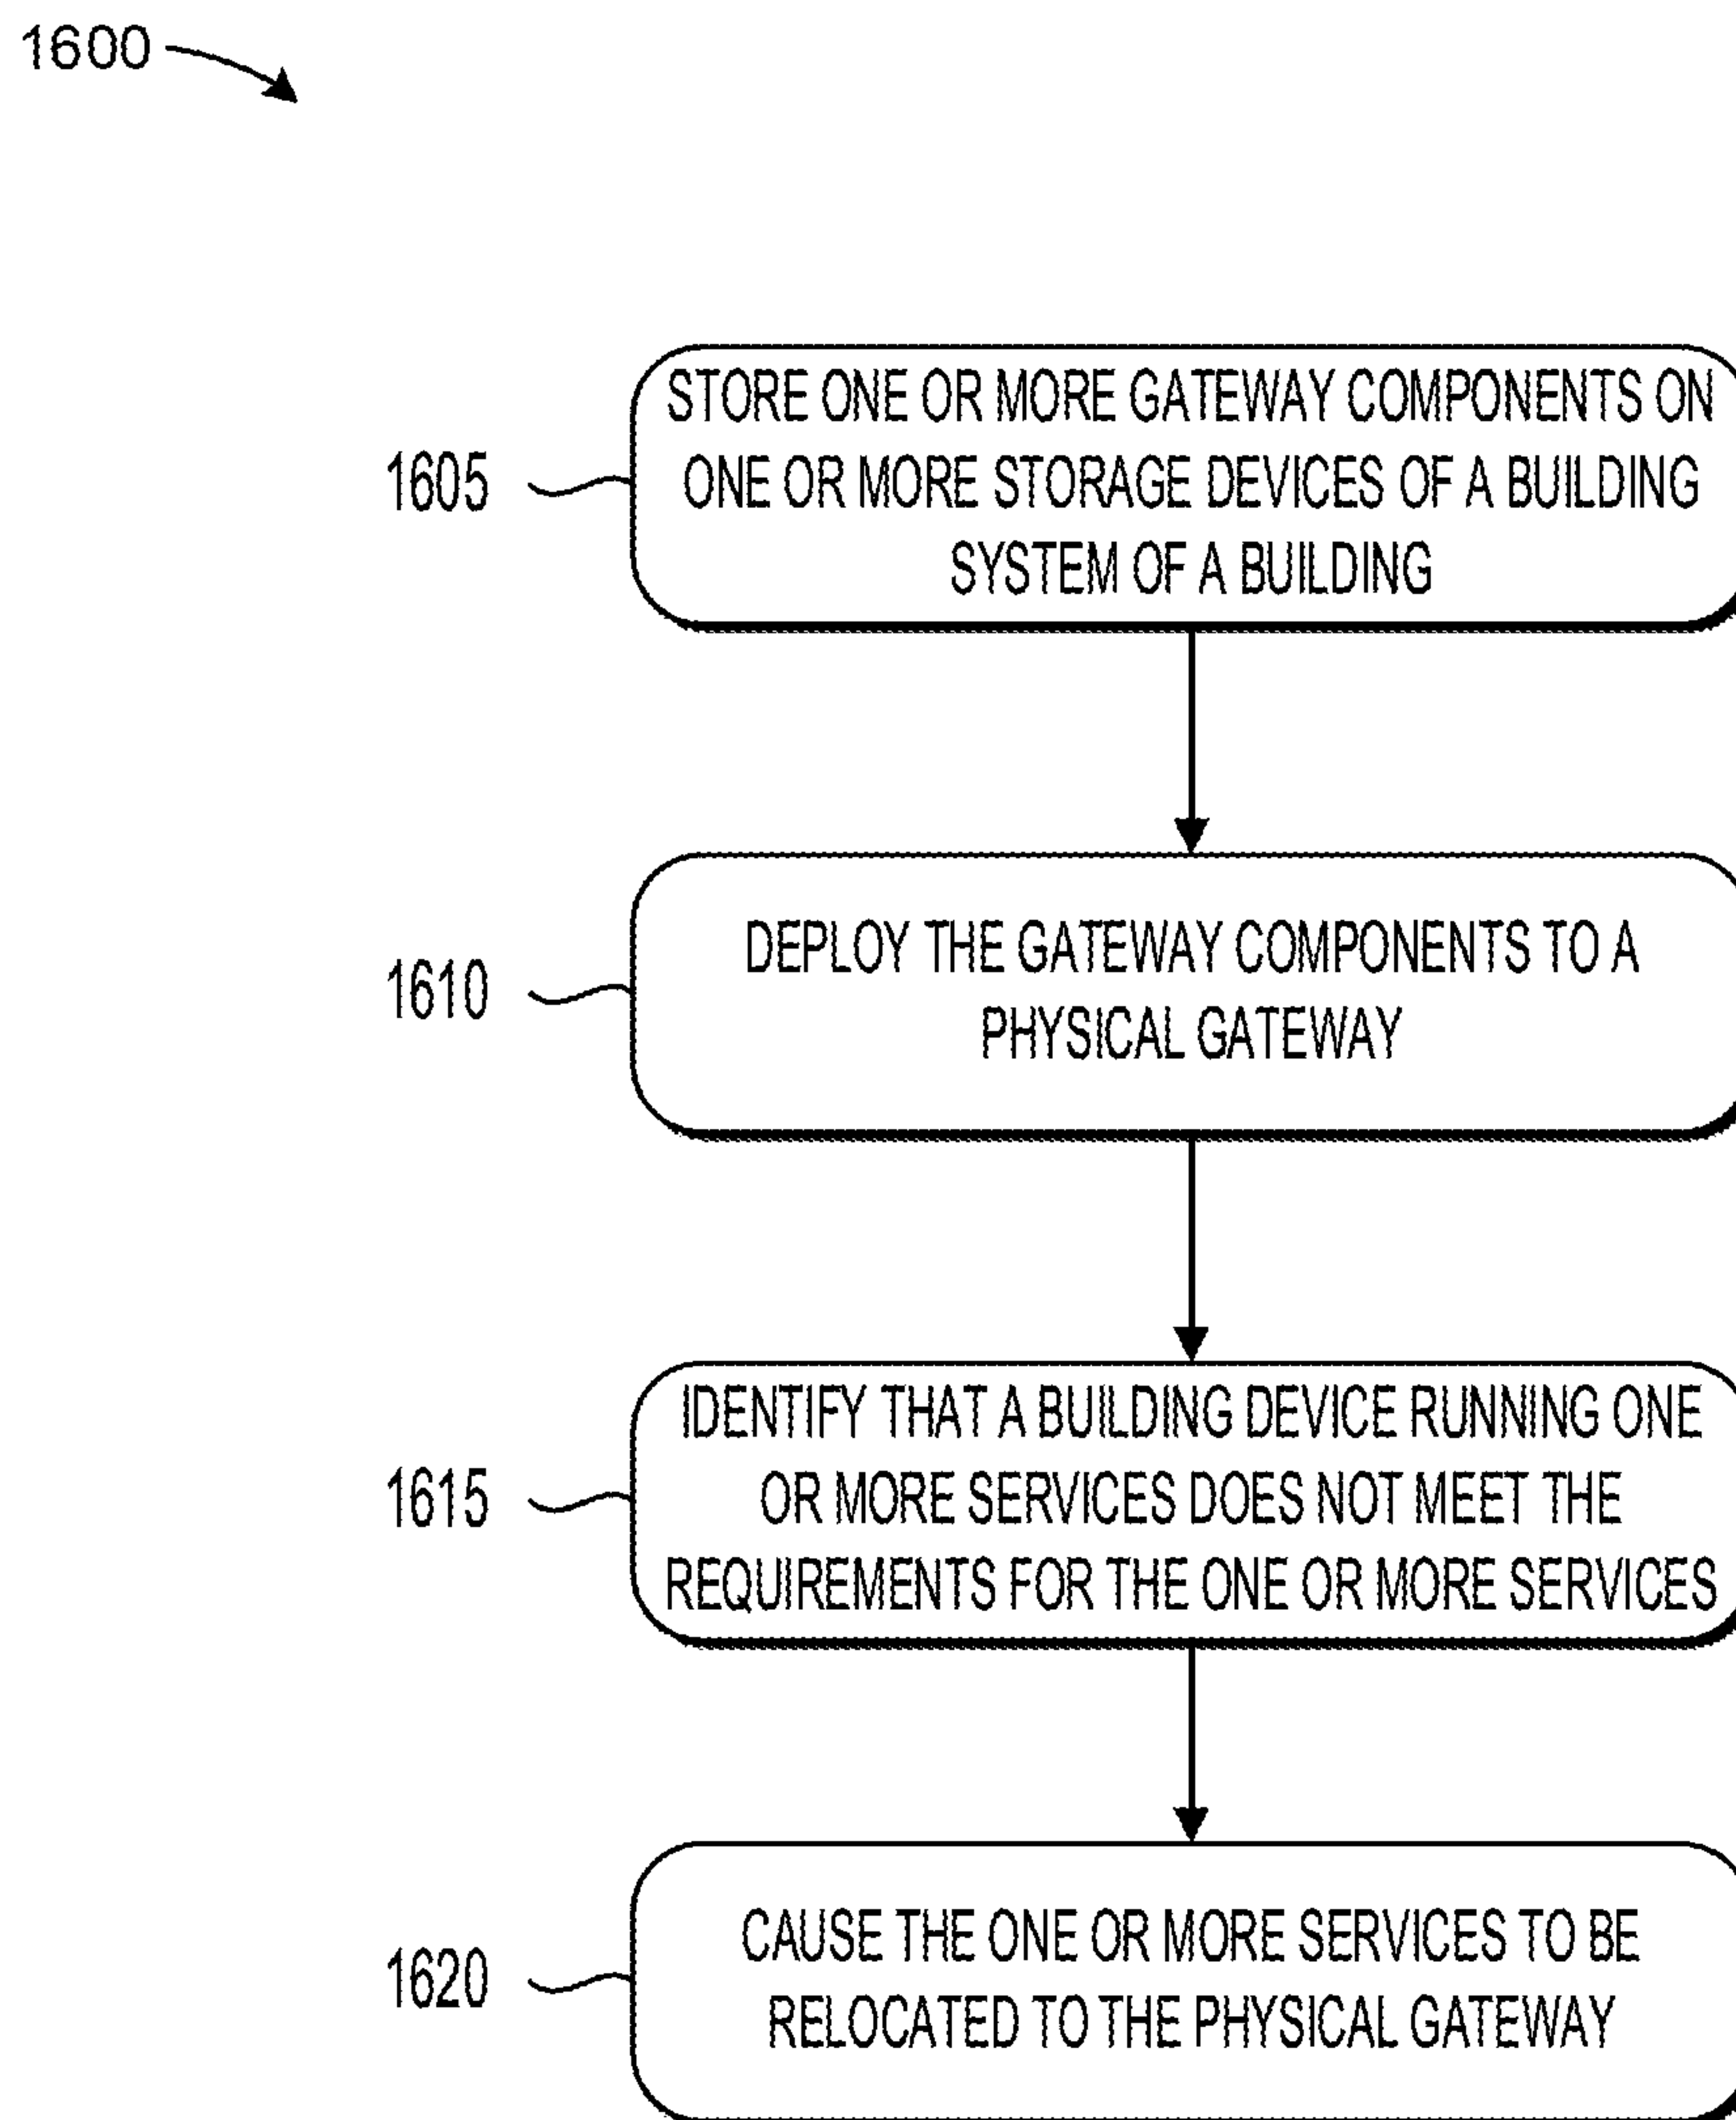 1600
1605
STORE ONE OR MORE GATEWAY COMPONENTS ON
ONE OR MORE STORAGE DEVICES OF A BUILDING
SYSTEM OF A BUILDING
1610
DEPLOY THE GATEWAY COMPONENTS TO A
PHYSICAL GATEWAY
1615
IDENTIFY THAT A BUILDING DEVICE RUNNING ONE
OR MORE SERVICES DOES NOT MEET THE
REQUIREMENTS FOR THE ONE OR MORE SERVICES
1620
CAUSE THE ONE OR MORE SERVICES TO BE
RELOCATED TO THE PHYSICAL GATEWAY